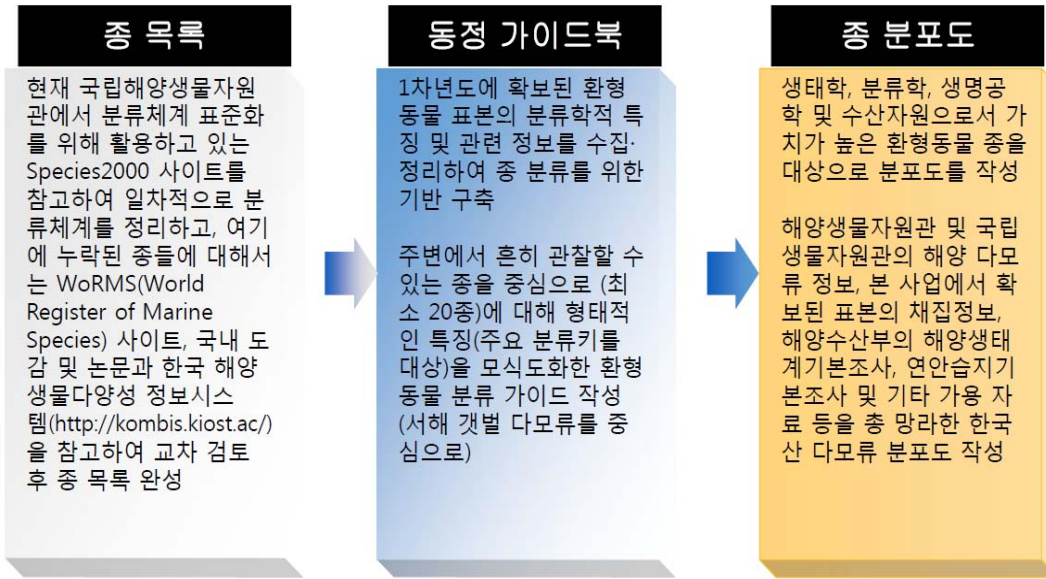 종 목록
현재 국립해양생물자원
관에서 분류체계 표준화
를 위해 활용하고 있는
Species2000 사이트를
참고하여 일차적으로 분
류체계를 정리하고, 여기
에 누락된 종들에 대해서
는 WoRMS(World
Register of Marine
Species) 사이트, 국내 도
감 및 논문과 한국 해양
생물다양성 정보시스
템(http://kombis.kiost.ac/)
을 참고하여 교차 검토
후 종 목록 완성
동정 가이드북
1차년도에 확보된 환형
동물 표본의 분류학적 특
징 및 관련 정보를 수집·
정리하여 종 분류를 위한
기반 구축
주변에서 흔히 관찰할 수
있는 종을 중심으로 (최
소 20종)에 대해 형태적
인 특징(주요 분류키를
대상)을 모식도화한 환형
동물 분류 가이드 작성
(서해 갯벌 다모류를 중
심으로)
종 분포도
생태학, 분류학, 생명공
학 및 수산자원으로서 가
치가 높은 환형동물 종을
대상으로 분포도를 작성
해양생물자원관 및 국립
생물자원관의 해양 다모
류 정보, 본 사업에서 확
보된 표본의 채집정보,
해양수산부의 해양생태
계기본조사, 연안습지기
본조사 및 기타 가용 자
료 등을 총 망라한 한국
산 다모류 분포도 작성